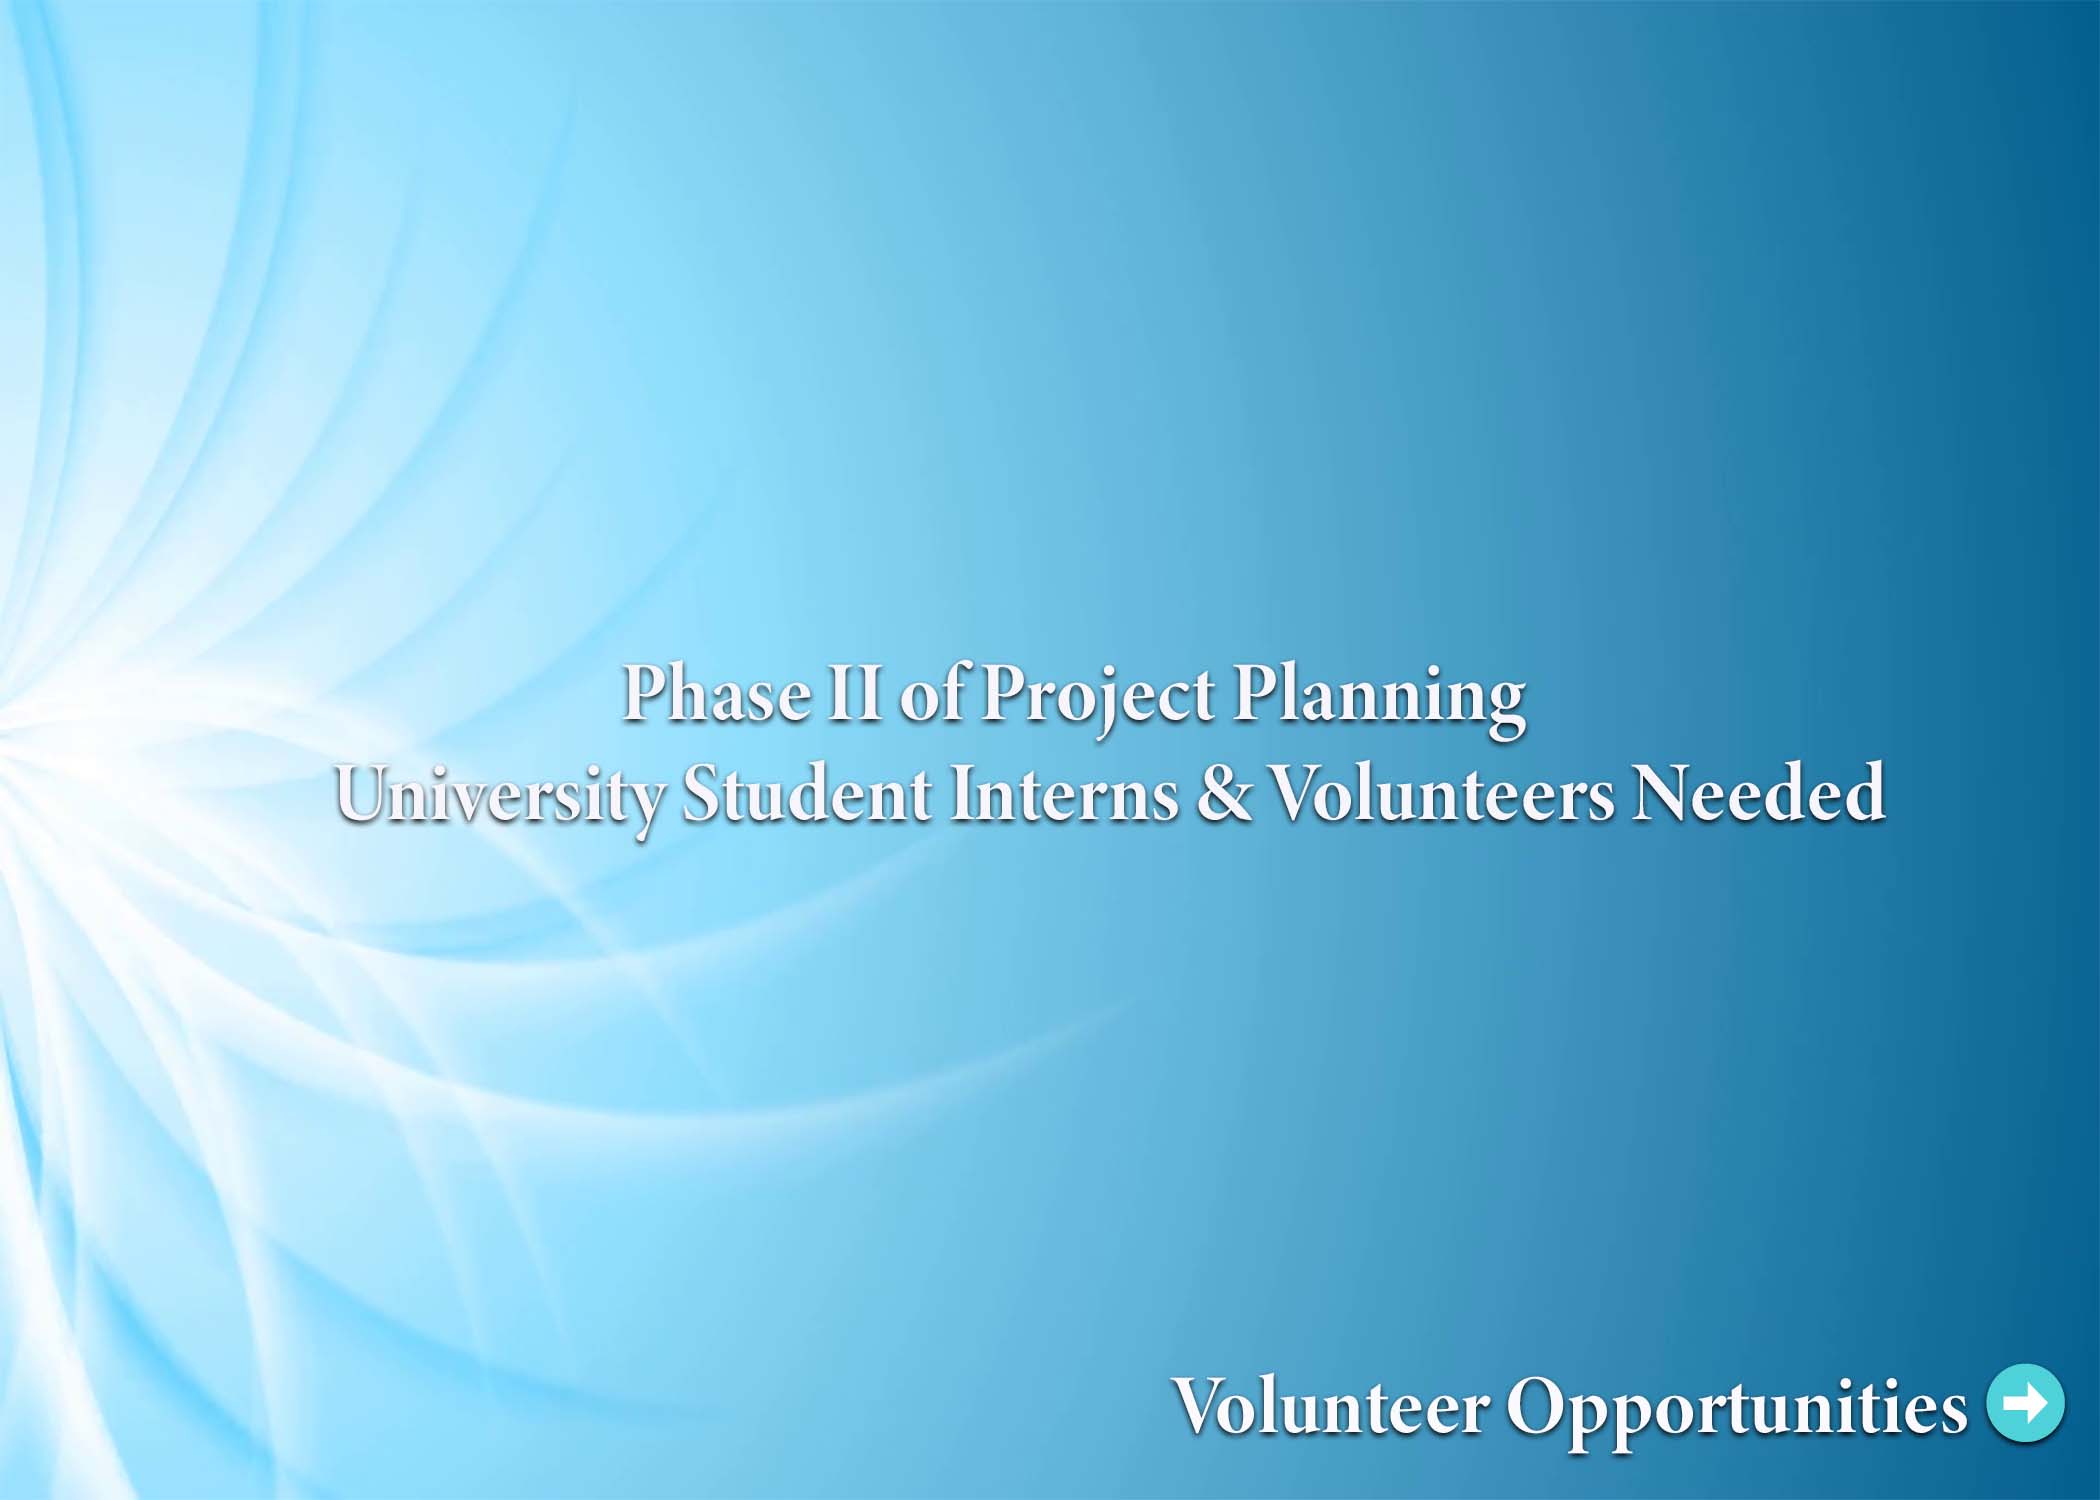 Phase II of Project Planning
University Student Interns & Volunteers Needed
Volunteer Opportunities